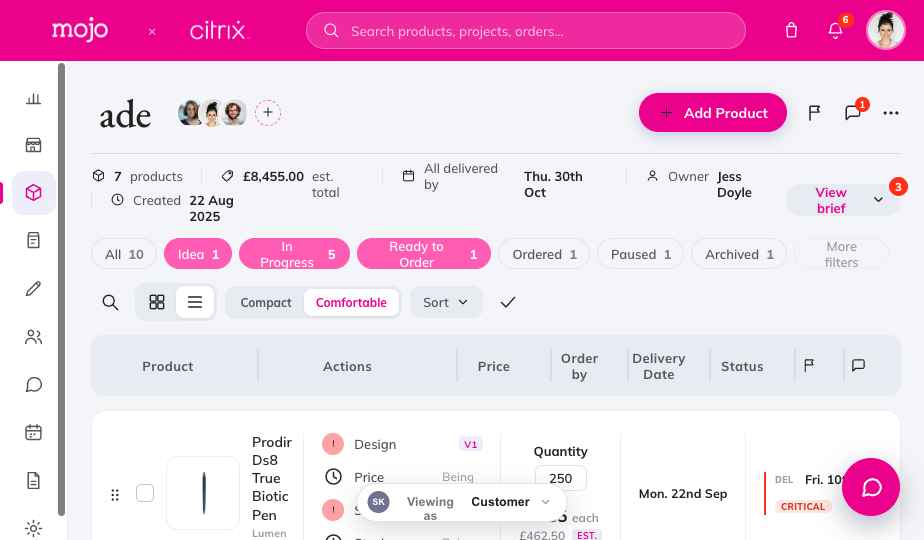 mojo × citrix
Search products, projects, orders...
6
ade
+ Add Product
1
7 products
£8,455.00 est. total
All delivered by Thu. 30th Oct
Owner Jess Doyle
Created 22 Aug 2025
View brief
3
All 10
Idea 1
In Progress 5
Ready to Order 1
Ordered 1
Paused 1
Archived 1
More filters
Compact Comfortable
Sort
Product Actions Price Order by Delivery Date Status
Prodir Ds8 True Biotic Pen
Lumen
! Design V1
Price Being
!
Quantity
250
each
£462.50 EST.
Mon. 22nd Sep
DEL Fri. 10
CRITICAL
SK Viewing as Customer